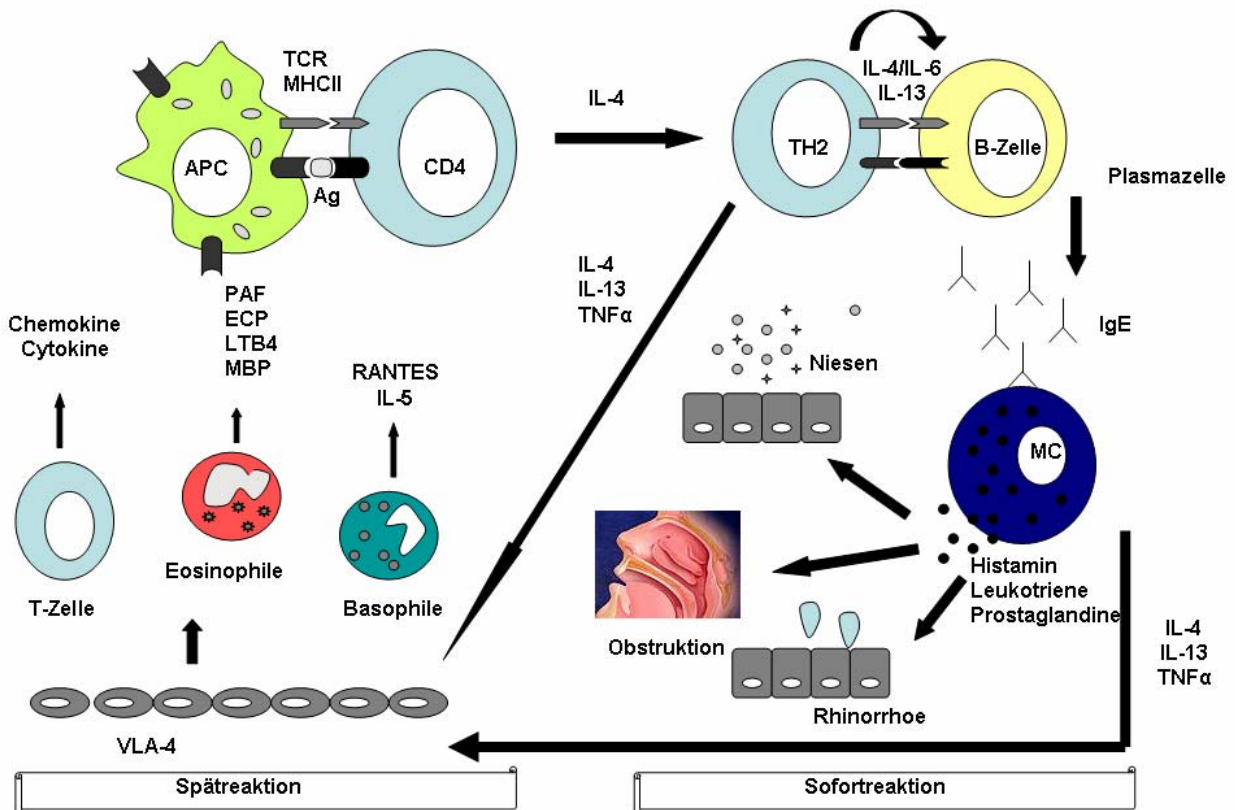 TCR
MHCII
APC
Ag
CD4
IL-4
IL-4/IL-6
IL-13
TH2
B-Zelle
Plasmazelle
IL-4
IL-13
TNFα
PAF
ECP
LTB4
MBP
Chemokine
Cytokine
RANTES
IL-5
IgE
Niesen
MC
Eosinophile
T-Zelle
Basophile
Histamin
Leukotriene
Prostaglandine
Obstruktion
Rhinorrhoe
IL-4
IL-13
TNFα
VLA-4
Spätreaktion
Sofortreaktion